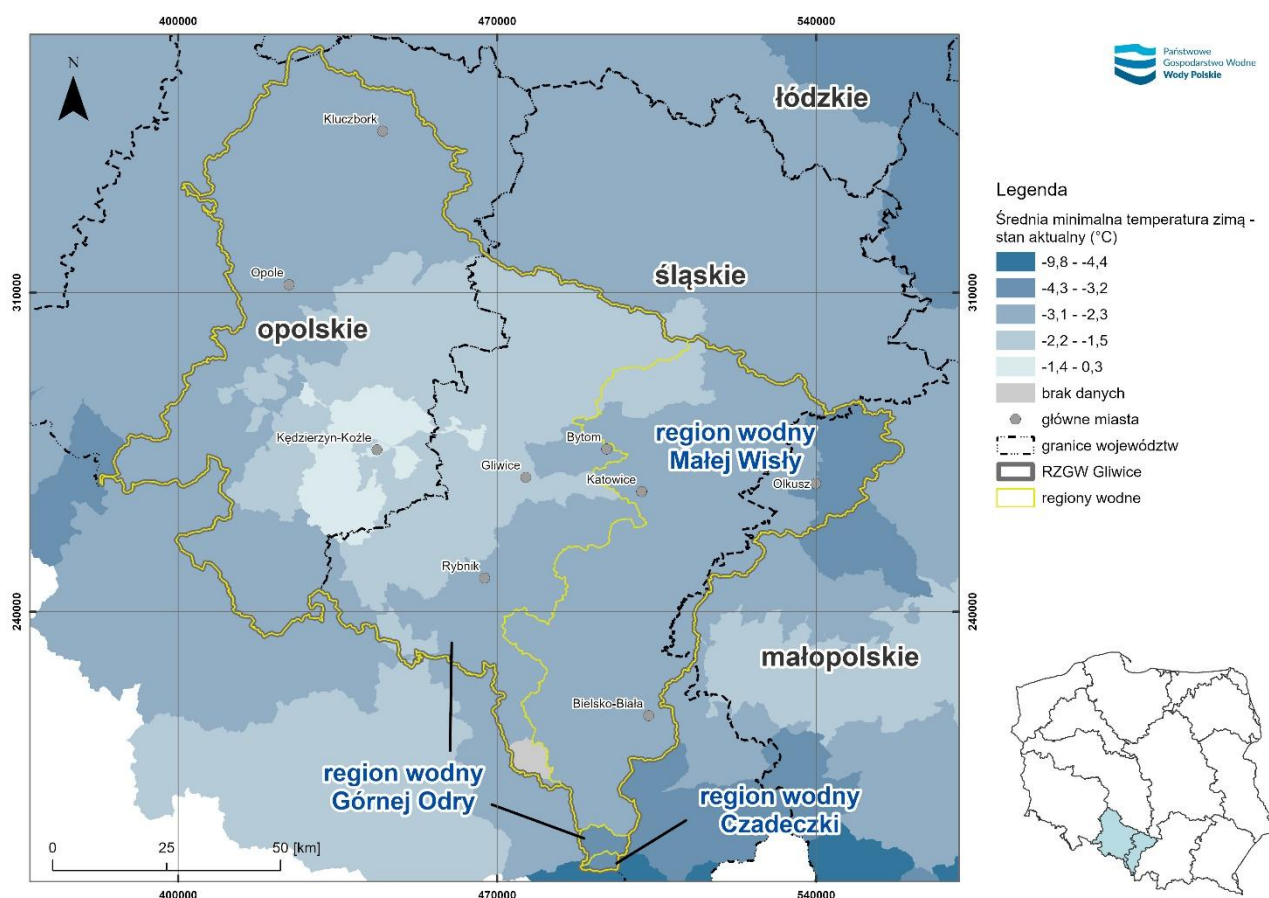 400000
470000
540000
N
Kluczbork
łódzkie
Opole
310000
310000
śląskie
opolskie
Kędzierzyn-Koźle
Bytom
region wodny
Małej Wisły
Gliwice
Katowice
Olkusz
Rybnik
240000
240000
małopolskie
Bielsko-Biała
region wodny
Górnej Odry
region wodny
Czadeczki
0
25
50 [km]
400000
470000
540000
Państwowe
Gospodarstwo Wodne
Wody Polskie
Legenda
Średnia minimalna temperatura zimą -
stan aktualny (°C)
-9,8 - -4,4
-4,3 - -3,2
-3,1 - -2,3
-2,2 - -1,5
-1,4 - 0,3
brak danych
główne miasta
granice województw
RZGW Gliwice
regiony wodne